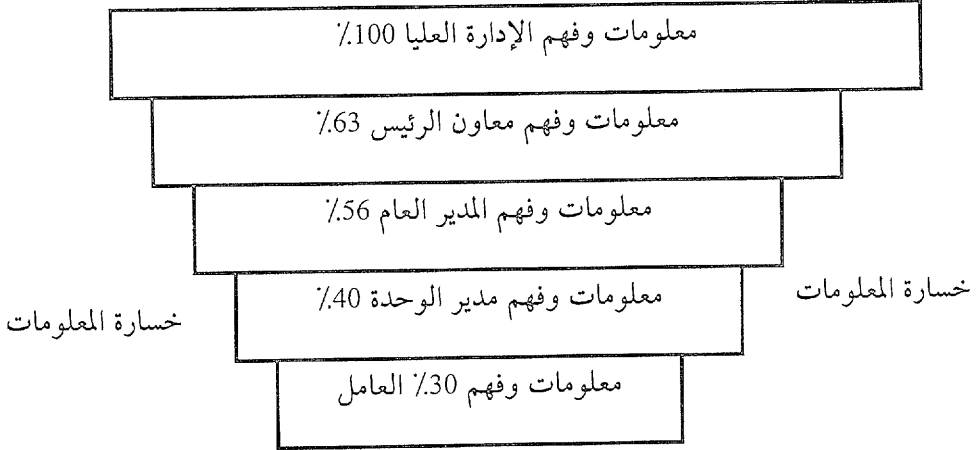 معلومات وفهم الإدارة العليا 100٪
معلومات وفهم معاون الرئيس 63٪
معلومات وفهم المدير العام 56٪
خسارة المعلومات
معلومات وفهم مدير الوحدة 40٪
خسارة المعلومات
معلومات وفهم 30٪ العامل